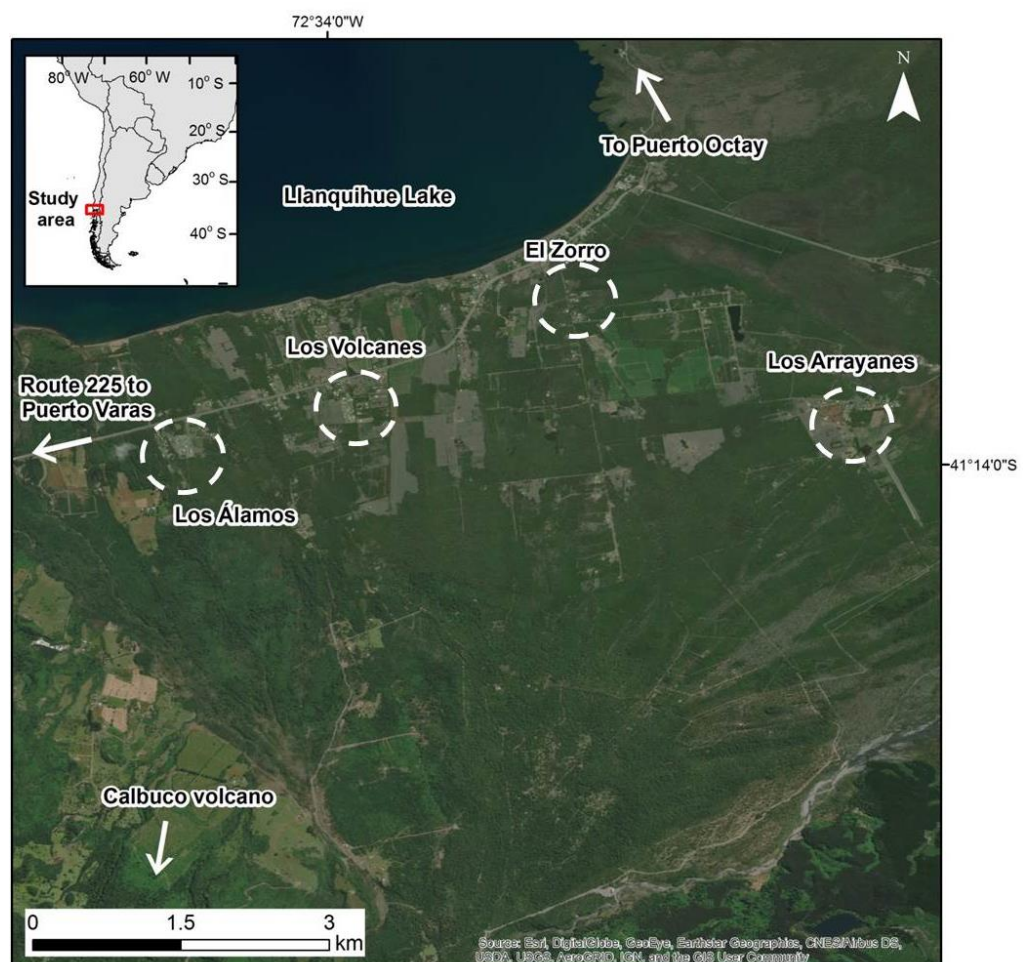 72°34'0"W
80° W 60° W
10° S
20° S
30° S
Study
area
40° S
N
To Puerto Octay
Llanquihue Lake
El Zorro
Los Volcanes
Los Arrayanes
Route 225 to
Puerto Varas
41°14'0"S
Los Álamos
Calbuco volcano
0 1.5 3
km
Source: Esri, DigitalGlobe, GeoEye, Earthstar Geographics, CNES/Airbus DS,
USDA, USGS, AeroGRID, IGN, and the GIS User Community